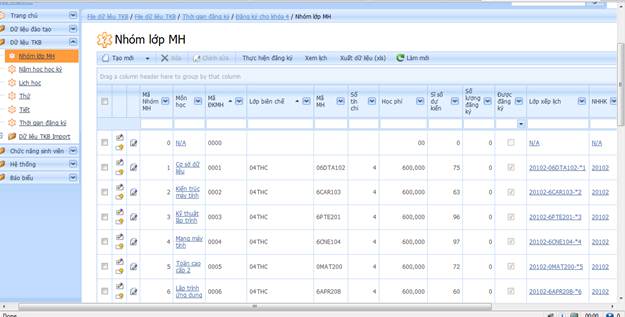 Trang chủ
Dữ liệu đào tạo
Dữ liệu TKB
Nhóm lớp MH
Năm học học kỳ
Lịch học
Thứ
Tiết
Thời gian đăng ký
Dữ liệu TKB Import
Chức năng sinh viên
Hệ thống
Báo biểu
File dữ liệu TKB / File dữ liệu TKB / Thời gian đăng ký / Đăng ký cho khóa 4 / Nhóm lớp MH
Nhóm lớp MH
Tạo mới Xóa Chỉnh sửa Thực hiện đăng ký Xem lịch Xuất dữ liệu (xls) Làm mới
Drag a column header here to group by that column
Mã Nhóm MH Môn học Mã ĐKMH Lớp biên chế Mã MH Số tín chỉ Học phí Sĩ số dự kiến Số lượng đăng ký Được đăng ký Lớp xếp lịch NHHK
0 N/A 0000 00 0 0 N/A N/A
1 Cơ sở dữ liệu 0001 04THC 06DTA102 4 600,000 75 0 20102-06DTA102-*1 20102
2 Kiến trúc máy tính 0002 04THC 6CAR103 4 600,000 63 0 20102-6CAR103-*2 20102
3 Kỹ thuật lập trình 0003 04THC 6PTE201 4 600,000 96 0 20102-6PTE201-*3 20102
4 Mạng máy tính 0004 04THC 6CNE104 4 600,000 97 0 20102-6CNE104-*4 20102
5 Toán cao cấp 2 0005 04THC 0MAT200 4 600,000 72 0 20102-0MAT200-*5 20102
6 Lập trình ứng dụng 0006 04THC 6APR208 4 600,000 60 0 20102-6APR208-*6 20102
Done 00:00 0